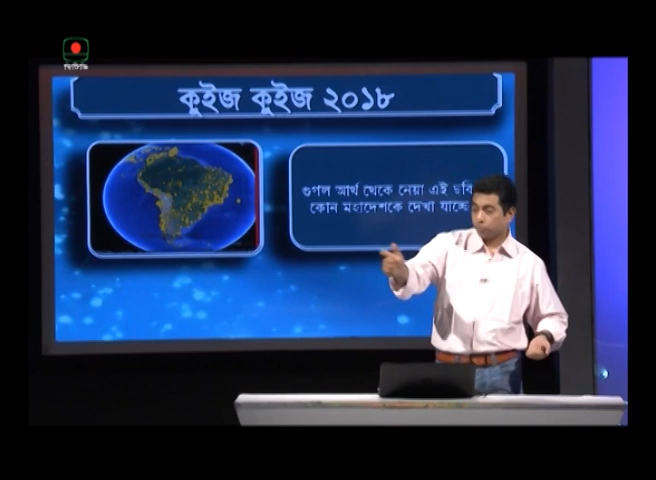 বিটিভি
কুইজ কুইজ ২০১৮
গুগল আর্থ থেকে নেয়া এই ছবি
কোন মহাদেশকে দেখা যাচ্ছে